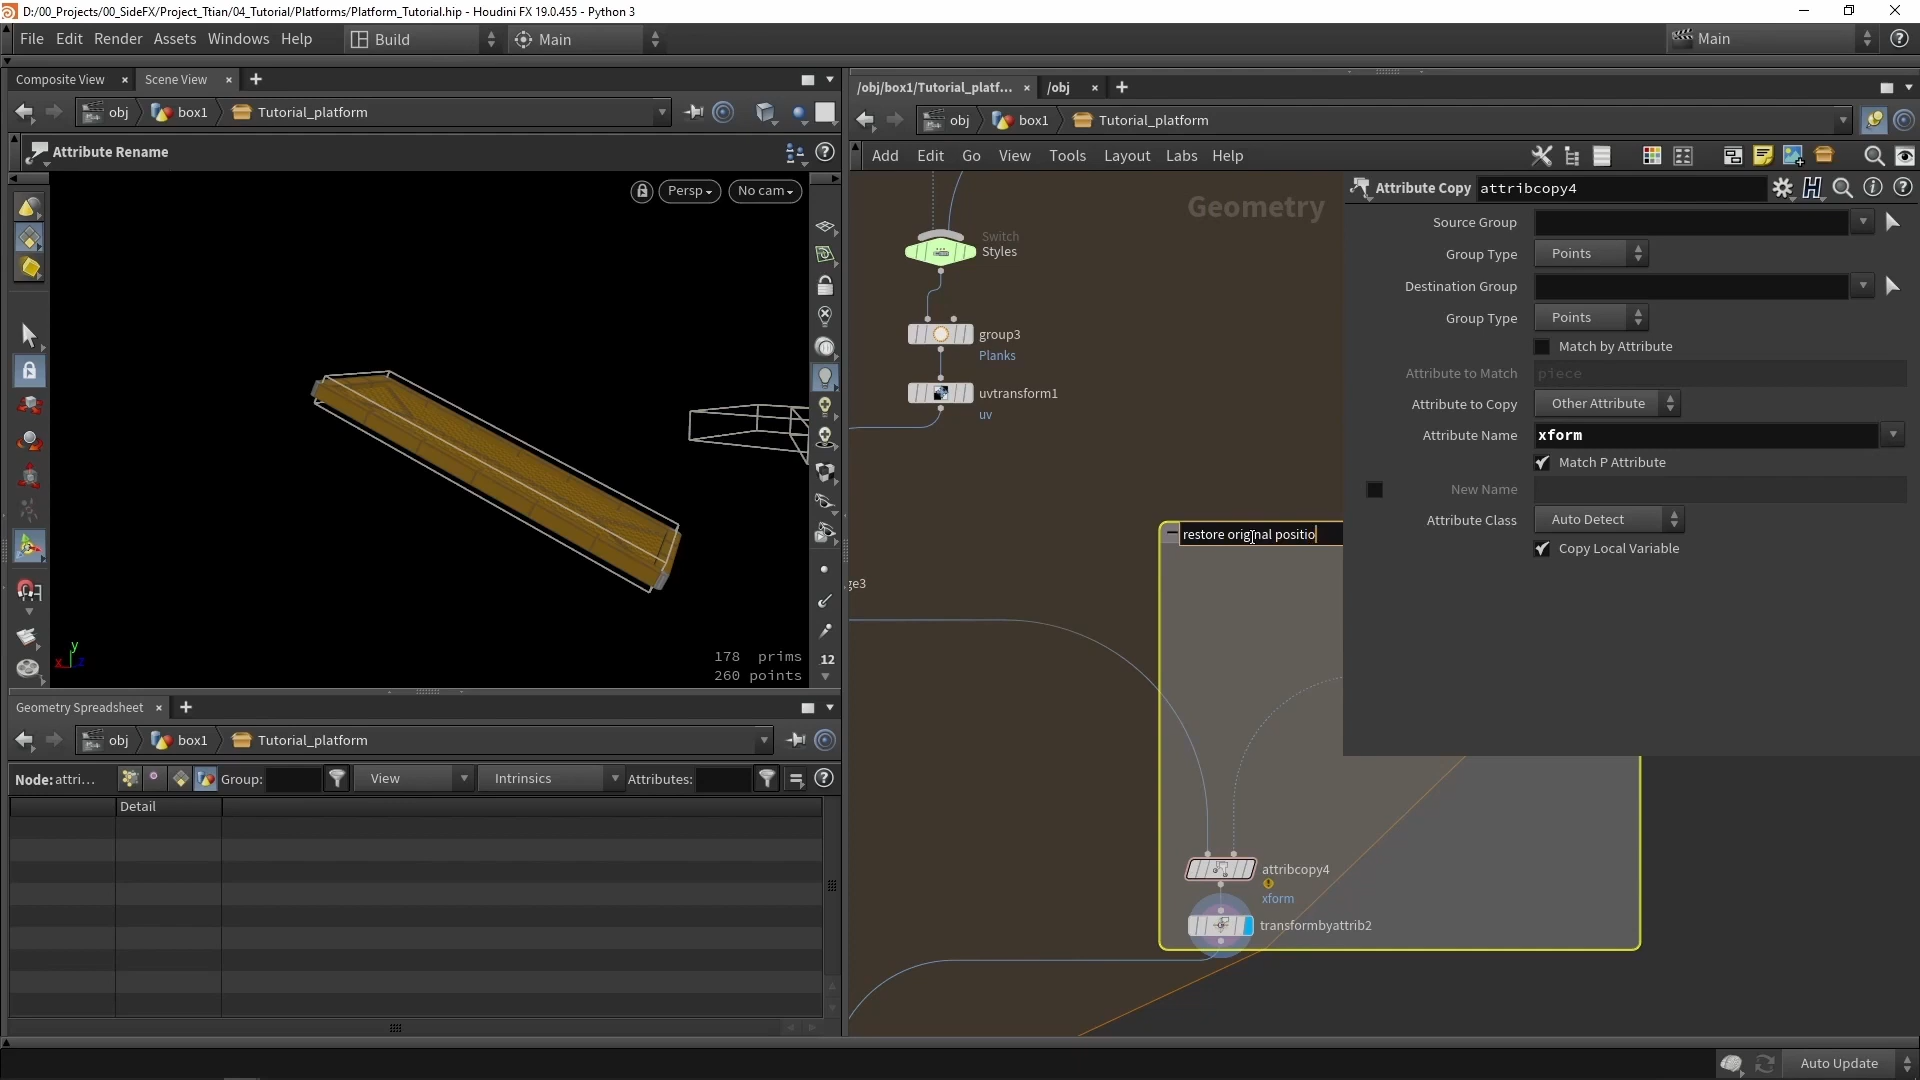 D:/00_Projects/00_SideFX/Project_Ttian/04_Tutorial/Platforms/Platform_Tutorial.hip - Houdini FX 19.0.455 - Python 3
File Edit Render Assets Windows Help Build Main Main
Composite View Scene View
obj box1 Tutorial_platform
Attribute Rename
Persp No cam
y
x z
178 prims
260 points
12
Geometry Spreadsheet
obj box1 Tutorial_platform
Node: attri... Group: View Intrinsics Attributes:
Detail
/obj/box1/Tutorial_platf... /obj
obj box1 Tutorial_platform
Add Edit Go View Tools Layout Labs Help
Geometry
Switch
Styles
group3
Planks
uvtransform1
uv
ge3
restore original positio
attribcopy4
xform
transformbyattrib2
Attribute Copy attribcopy4
Source Group
Group Type Points
Destination Group
Group Type Points
Match by Attribute
Attribute to Match piece
Attribute to Copy Other Attribute
Attribute Name xform
Match P Attribute
New Name
Attribute Class Auto Detect
Copy Local Variable
Auto Update